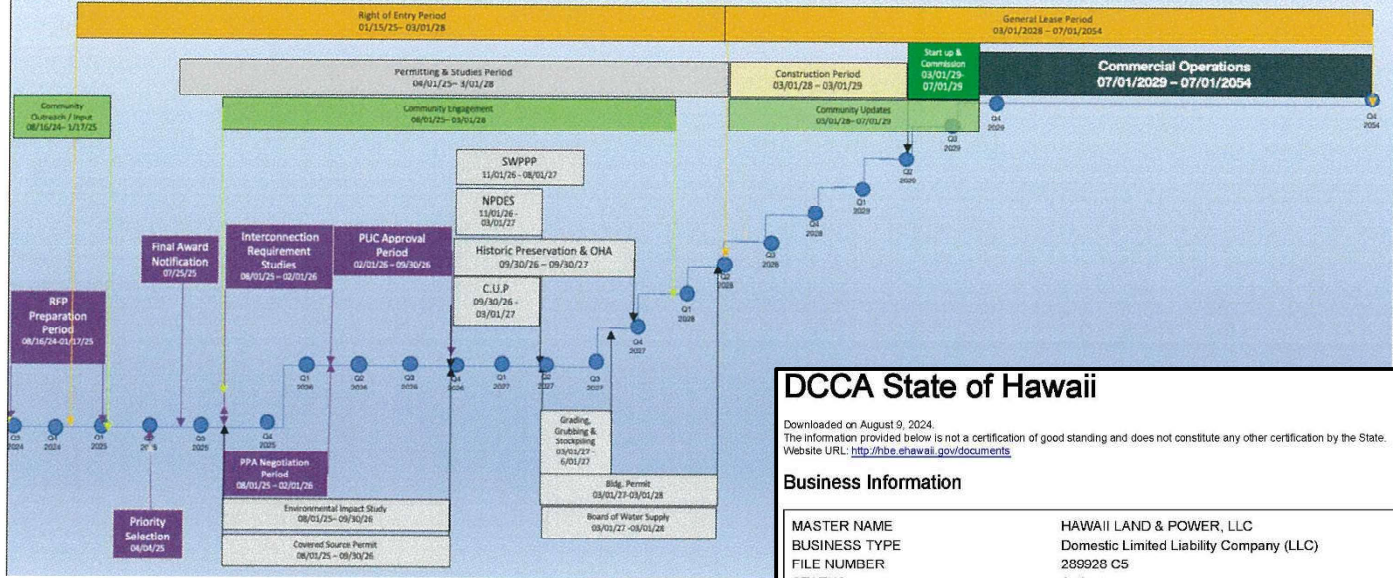 Right of Entry Period
01/15/25– 03/01/28
General Lease Period
03/01/2028 – 07/01/2054
Permitting & Studies Period
04/01/25– 3/01/28
Construction Period
03/01/28 – 03/01/29
Start up &
Commission
03/01/29-
07/01/29
Commercial Operations
07/01/2029 – 07/01/2054
Community
Outreach / Input
08/16/24– 1/17/25
Community Engagement
08/01/25– 03/01/28
Community Updates
03/01/28– 07/01/29
Q4
2029
Q4
2054
Q3
2029
Q2
2029
Q1
2029
Q4
2028
Q3
2028
Q2
2028
Q1
2028
Q4
2027
SWPPP
11/01/26 - 08/01/27
NPDES
11/01/26 -
03/01/27
Historic Preservation & OHA
09/30/26 – 09/30/27
C.U.P
09/30/26 -
03/01/27
Final Award
Notification
07/25/25
Interconnection
Requirement
Studies
08/01/25 – 02/01/26
PUC Approval
Period
02/01/26 – 09/30/26
RFP
Preparation
Period
08/16/24-01/17/25
Q1
2026
Q2
2026
Q3
2026
Q4
2026
Q1
2027
Q2
2027
Q3
2027
Q3
2024
Q4
2024
Q1
2025
2025
Q3
2025
Q4
2025
PPA Negotiation
Period
08/01/25 – 02/01/26
Priority
Selection
04/04/25
Environmental Impact Study
08/01/25– 09/30/26
Covered Source Permit
08/01/25 – 09/30/26
Grading,
Grubbing &
Stockpiling
03/01/27 -
6/01/27
Bldg. Permit
03/01/27-03/01/28
Board of Water Supply
03/01/27 -03/01/28
DCCA State of Hawaii
Downloaded on August 9, 2024.
The information provided below is not a certification of good standing and does not constitute any other certification by the State.
Website URL: http://hbe.ehawaii.gov/documents
Business Information
MASTER NAME HAWAII LAND & POWER, LLC
BUSINESS TYPE Domestic Limited Liability Company (LLC)
FILE NUMBER 289928 C5